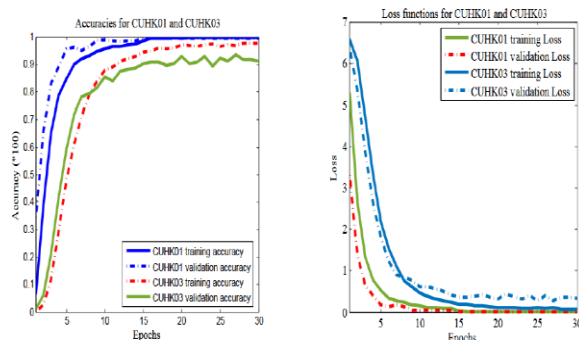 Accuracies for CUHK01 and CUHK03
1
0.9
0.8
0.7
0.6
0.5
0.4
0.3
0.2
0.1
0
Accuracy (*100)
5
10
15
20
25
30
Epochs
CUHK01 training accuracy
CUHK01 validation accuracy
CUHK03 training accuracy
CUHK03 validation accuracy
Loss functions for CUHK01 and CUHK03
7
6
5
4
3
2
1
0
Loss
5
10
15
20
25
30
Epochs
CUHK01 training Loss
CUHK01 validation Loss
CUHK03 training Loss
CUHK03 validation Loss